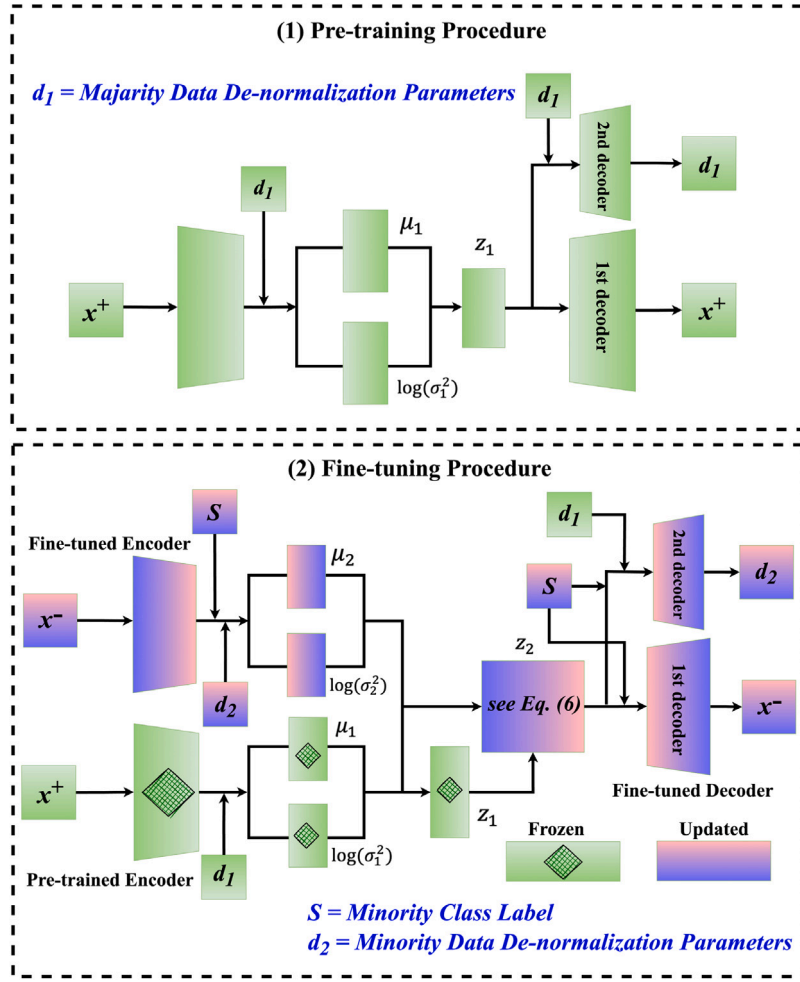 (1) Pre-training Procedure
d₁ = Majarity Data De-normalization Parameters
d₁
2nd decoder
d₁
d₁
μ₁
z₁
1st decoder
x⁺
x⁺
log(σ₁²)
(2) Fine-tuning Procedure
S
d₁
Fine-tuned Encoder
2nd decoder
μ₂
S
d₂
x⁻
z₂
log(σ₂²)
see Eq. (6)
1st decoder
x⁻
d₂
μ₁
x⁺
Fine-tuned Decoder
z₁
Frozen
Updated
log(σ₁²)
d₁
Pre-trained Encoder
S = Minority Class Label
d₂ = Minority Data De-normalization Parameters